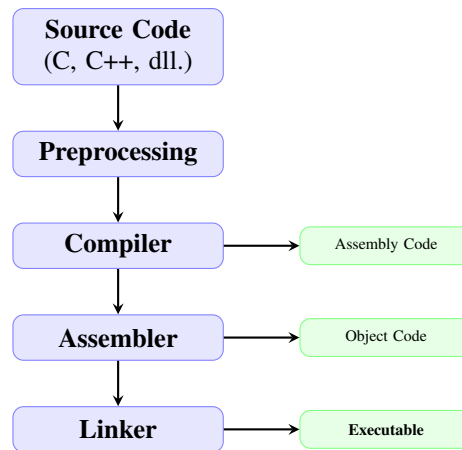 Source Code
(C, C++, dll.)
Preprocessing
Compiler
Assembly Code
Assembler
Object Code
Linker
Executable